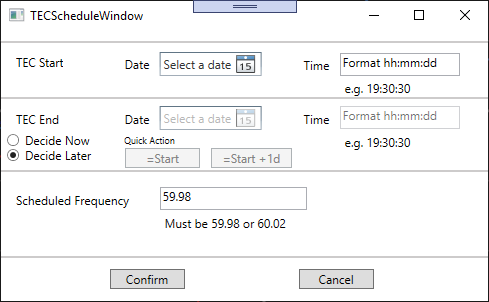 TECScheduleWindow
TEC Start Date Select a date 15 Time Format hh:mm:dd
e.g. 19:30:30
TEC End Date Select a date 15 Time Format hh:mm:dd
Decide Now Quick Action e.g. 19:30:30
Decide Later =Start =Start +1d
Scheduled Frequency 59.98
Must be 59.98 or 60.02
Confirm Cancel